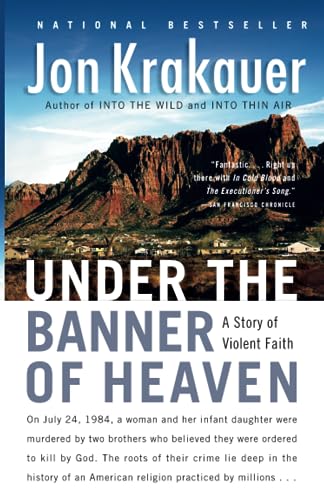 NATIONAL BESTSELLER
Jon Krakauer
Author of INTO THE WILD and INTO THIN AIR
"Fantastic. . . . Right up
there with In Cold Blood and
The Executioner's Song."
—SAN FRANCISCO CHRONICLE
UNDER THE
BANNER
OF HEAVEN
A Story of
Violent Faith
On July 24, 1984, a woman and her infant daughter were
murdered by two brothers who believed they were ordered
to kill by God. The roots of their crime lie deep in the
history of an American religion practiced by millions . . .